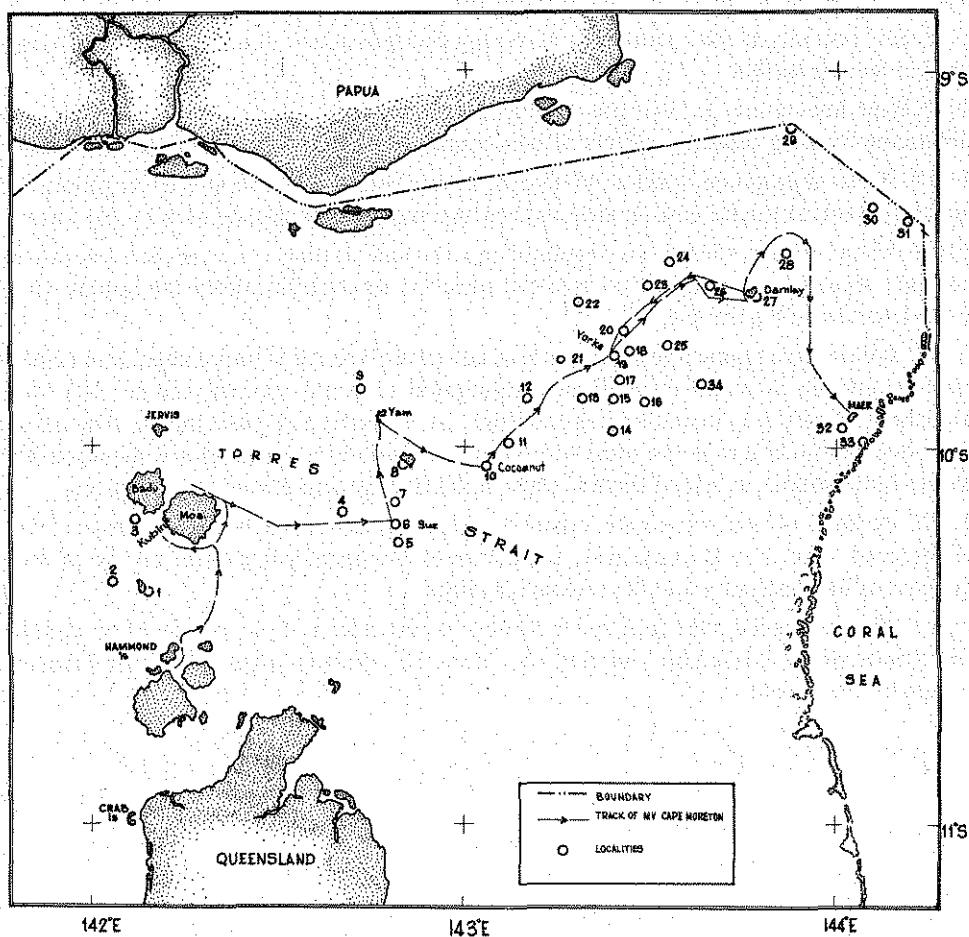 PAPUA
9°S
29
30
31
24
28
23
26
Darnley
27
22
20
Yorke
18
25
19
21
17
34
9
12
13
15
16
MAER
Yam
32
14
JERVIS
11
33
TORRES
10°S
8
Cocoanut
10
Badu
4
7
Moa
6 Sue
3
Kubin
STRAIT
5
2
1
CORAL
SEA
HAMMOND
Is
BOUNDARY
TRACK OF MV CAPE MORETON
LOCALITIES
CRAB
Is
11°S
QUEENSLAND
142°E
143°E
144°E